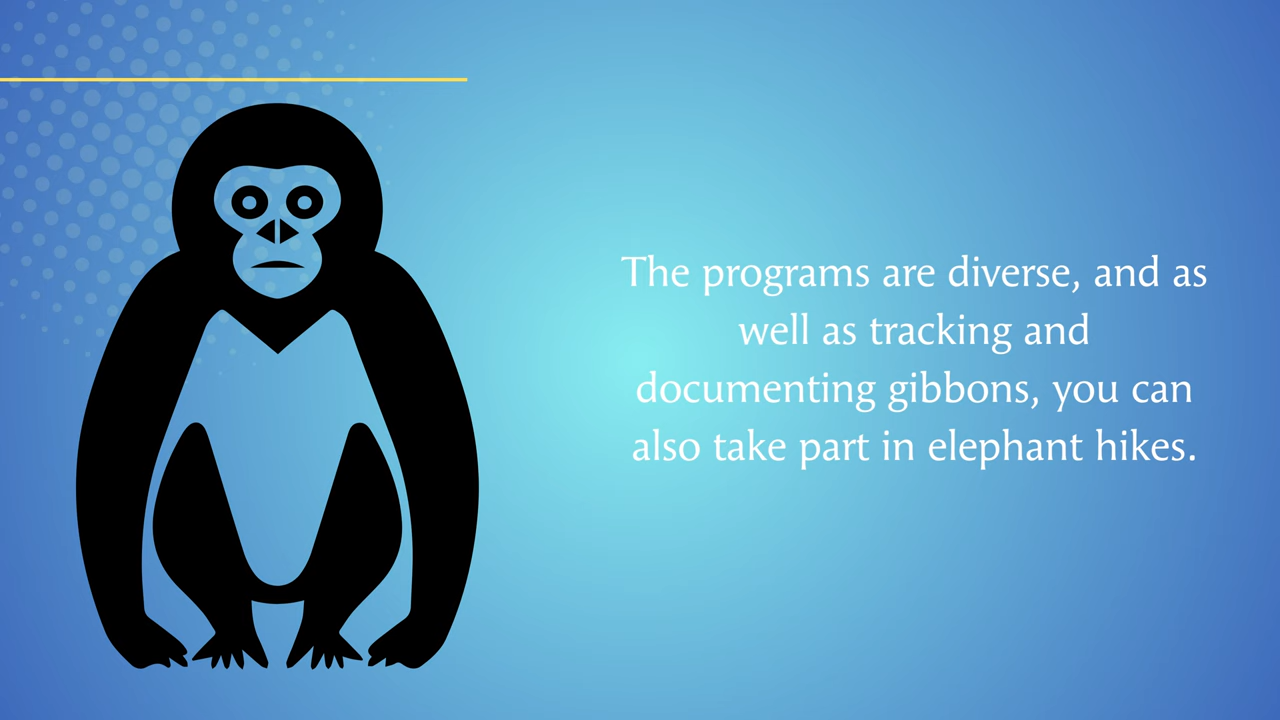 The programs are diverse, and as
well as tracking and
documenting gibbons, you can
also take part in elephant hikes.